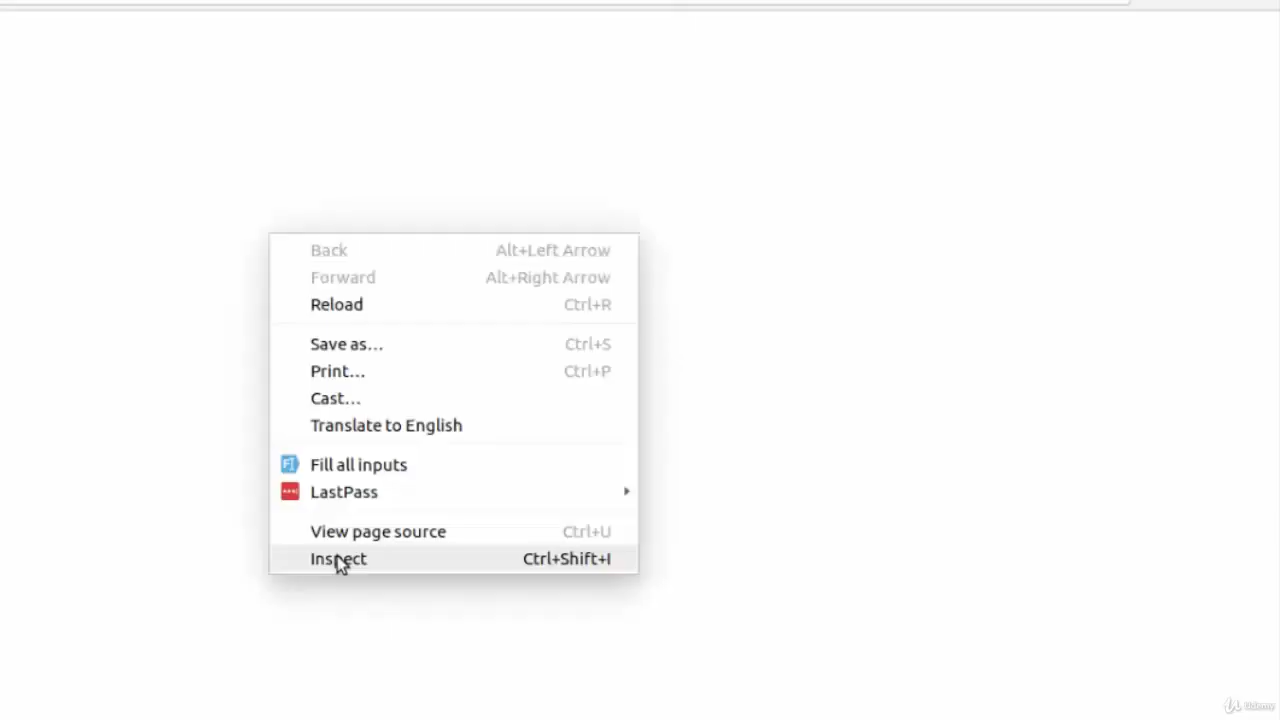 Back Alt+Left Arrow
Forward Alt+Right Arrow
Reload Ctrl+R
Save as... Ctrl+S
Print... Ctrl+P
Cast...
Translate to English
Fill all inputs
LastPass
View page source Ctrl+U
Inspect Ctrl+Shift+I
Udemy